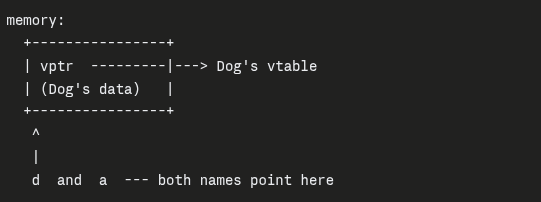 memory:
  +----------------+
  | vptr  ---------|---> Dog's vtable
  | (Dog's data)   |
  +----------------+
   ^
   |
   d  and  a  --- both names point here